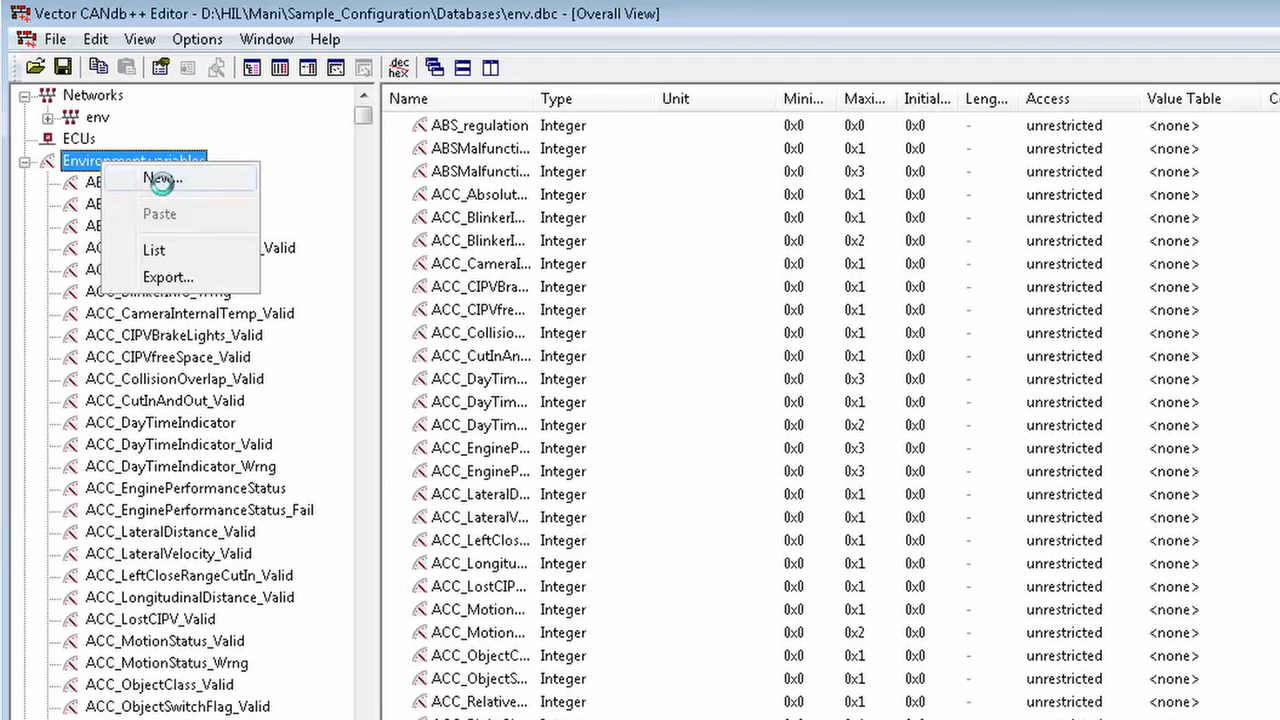 Vector CANdb++ Editor - D:\HIL\Mani\Sample_Configuration\Databases\env.dbc - [Overall View]
File Edit View Options Window Help
dec
hex
Networks
env
ECUs
Environment variables
New...
Paste
List
Export...
_Valid
ACC_CameraInternalTemp_Valid
ACC_CIPVBrakeLights_Valid
ACC_CIPVfreeSpace_Valid
ACC_CollisionOverlap_Valid
ACC_CutInAndOut_Valid
ACC_DayTimeIndicator
ACC_DayTimeIndicator_Valid
ACC_DayTimeIndicator_Wrng
ACC_EnginePerformanceStatus
ACC_EnginePerformanceStatus_Fail
ACC_LateralDistance_Valid
ACC_LateralVelocity_Valid
ACC_LeftCloseRangeCutIn_Valid
ACC_LongitudinalDistance_Valid
ACC_LostCIPV_Valid
ACC_MotionStatus_Valid
ACC_MotionStatus_Wrng
ACC_ObjectClass_Valid
ACC_ObjectSwitchFlag_Valid
Name Type Unit Mini... Maxi... Initial... Leng... Access Value Table
ABS_regulation Integer 0x0 0x0 0x0 - unrestricted <none>
ABSMalfuncti... Integer 0x0 0x1 0x0 - unrestricted <none>
ABSMalfuncti... Integer 0x0 0x3 0x0 - unrestricted <none>
ACC_Absolut... Integer 0x0 0x1 0x0 - unrestricted <none>
ACC_BlinkerI... Integer 0x0 0x1 0x0 - unrestricted <none>
ACC_BlinkerI... Integer 0x0 0x2 0x0 - unrestricted <none>
ACC_CameraI... Integer 0x0 0x1 0x0 - unrestricted <none>
ACC_CIPVBra... Integer 0x0 0x1 0x0 - unrestricted <none>
ACC_CIPVfre... Integer 0x0 0x1 0x0 - unrestricted <none>
ACC_Collisio... Integer 0x0 0x1 0x0 - unrestricted <none>
ACC_CutInAn... Integer 0x0 0x1 0x0 - unrestricted <none>
ACC_DayTim... Integer 0x0 0x3 0x0 - unrestricted <none>
ACC_DayTim... Integer 0x0 0x1 0x0 - unrestricted <none>
ACC_DayTim... Integer 0x0 0x2 0x0 - unrestricted <none>
ACC_EngineP... Integer 0x0 0x3 0x0 - unrestricted <none>
ACC_EngineP... Integer 0x0 0x3 0x0 - unrestricted <none>
ACC_LateralD... Integer 0x0 0x1 0x0 - unrestricted <none>
ACC_LateralV... Integer 0x0 0x1 0x0 - unrestricted <none>
ACC_LeftClos... Integer 0x0 0x1 0x0 - unrestricted <none>
ACC_Longitu... Integer 0x0 0x1 0x0 - unrestricted <none>
ACC_LostCIP... Integer 0x0 0x1 0x0 - unrestricted <none>
ACC_Motion... Integer 0x0 0x1 0x0 - unrestricted <none>
ACC_Motion... Integer 0x0 0x2 0x0 - unrestricted <none>
ACC_ObjectC... Integer 0x0 0x1 0x0 - unrestricted <none>
ACC_ObjectS... Integer 0x0 0x1 0x0 - unrestricted <none>
ACC_Relative... Integer 0x0 0x1 0x0 - unrestricted <none>